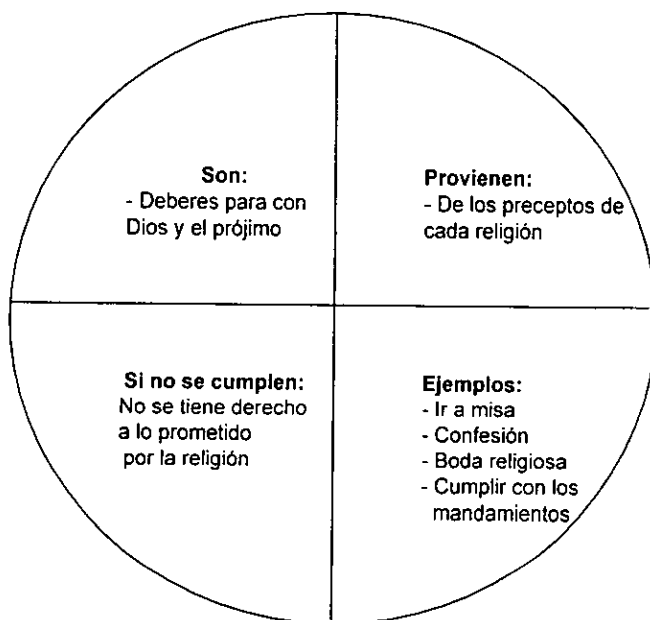 Son:
- Deberes para con
Dios y el prójimo
Provienen:
- De los preceptos de
cada religión
Si no se cumplen:
No se tiene derecho
a lo prometido
por la religión
Ejemplos:
- Ir a misa
- Confesión
- Boda religiosa
- Cumplir con los
mandamientos